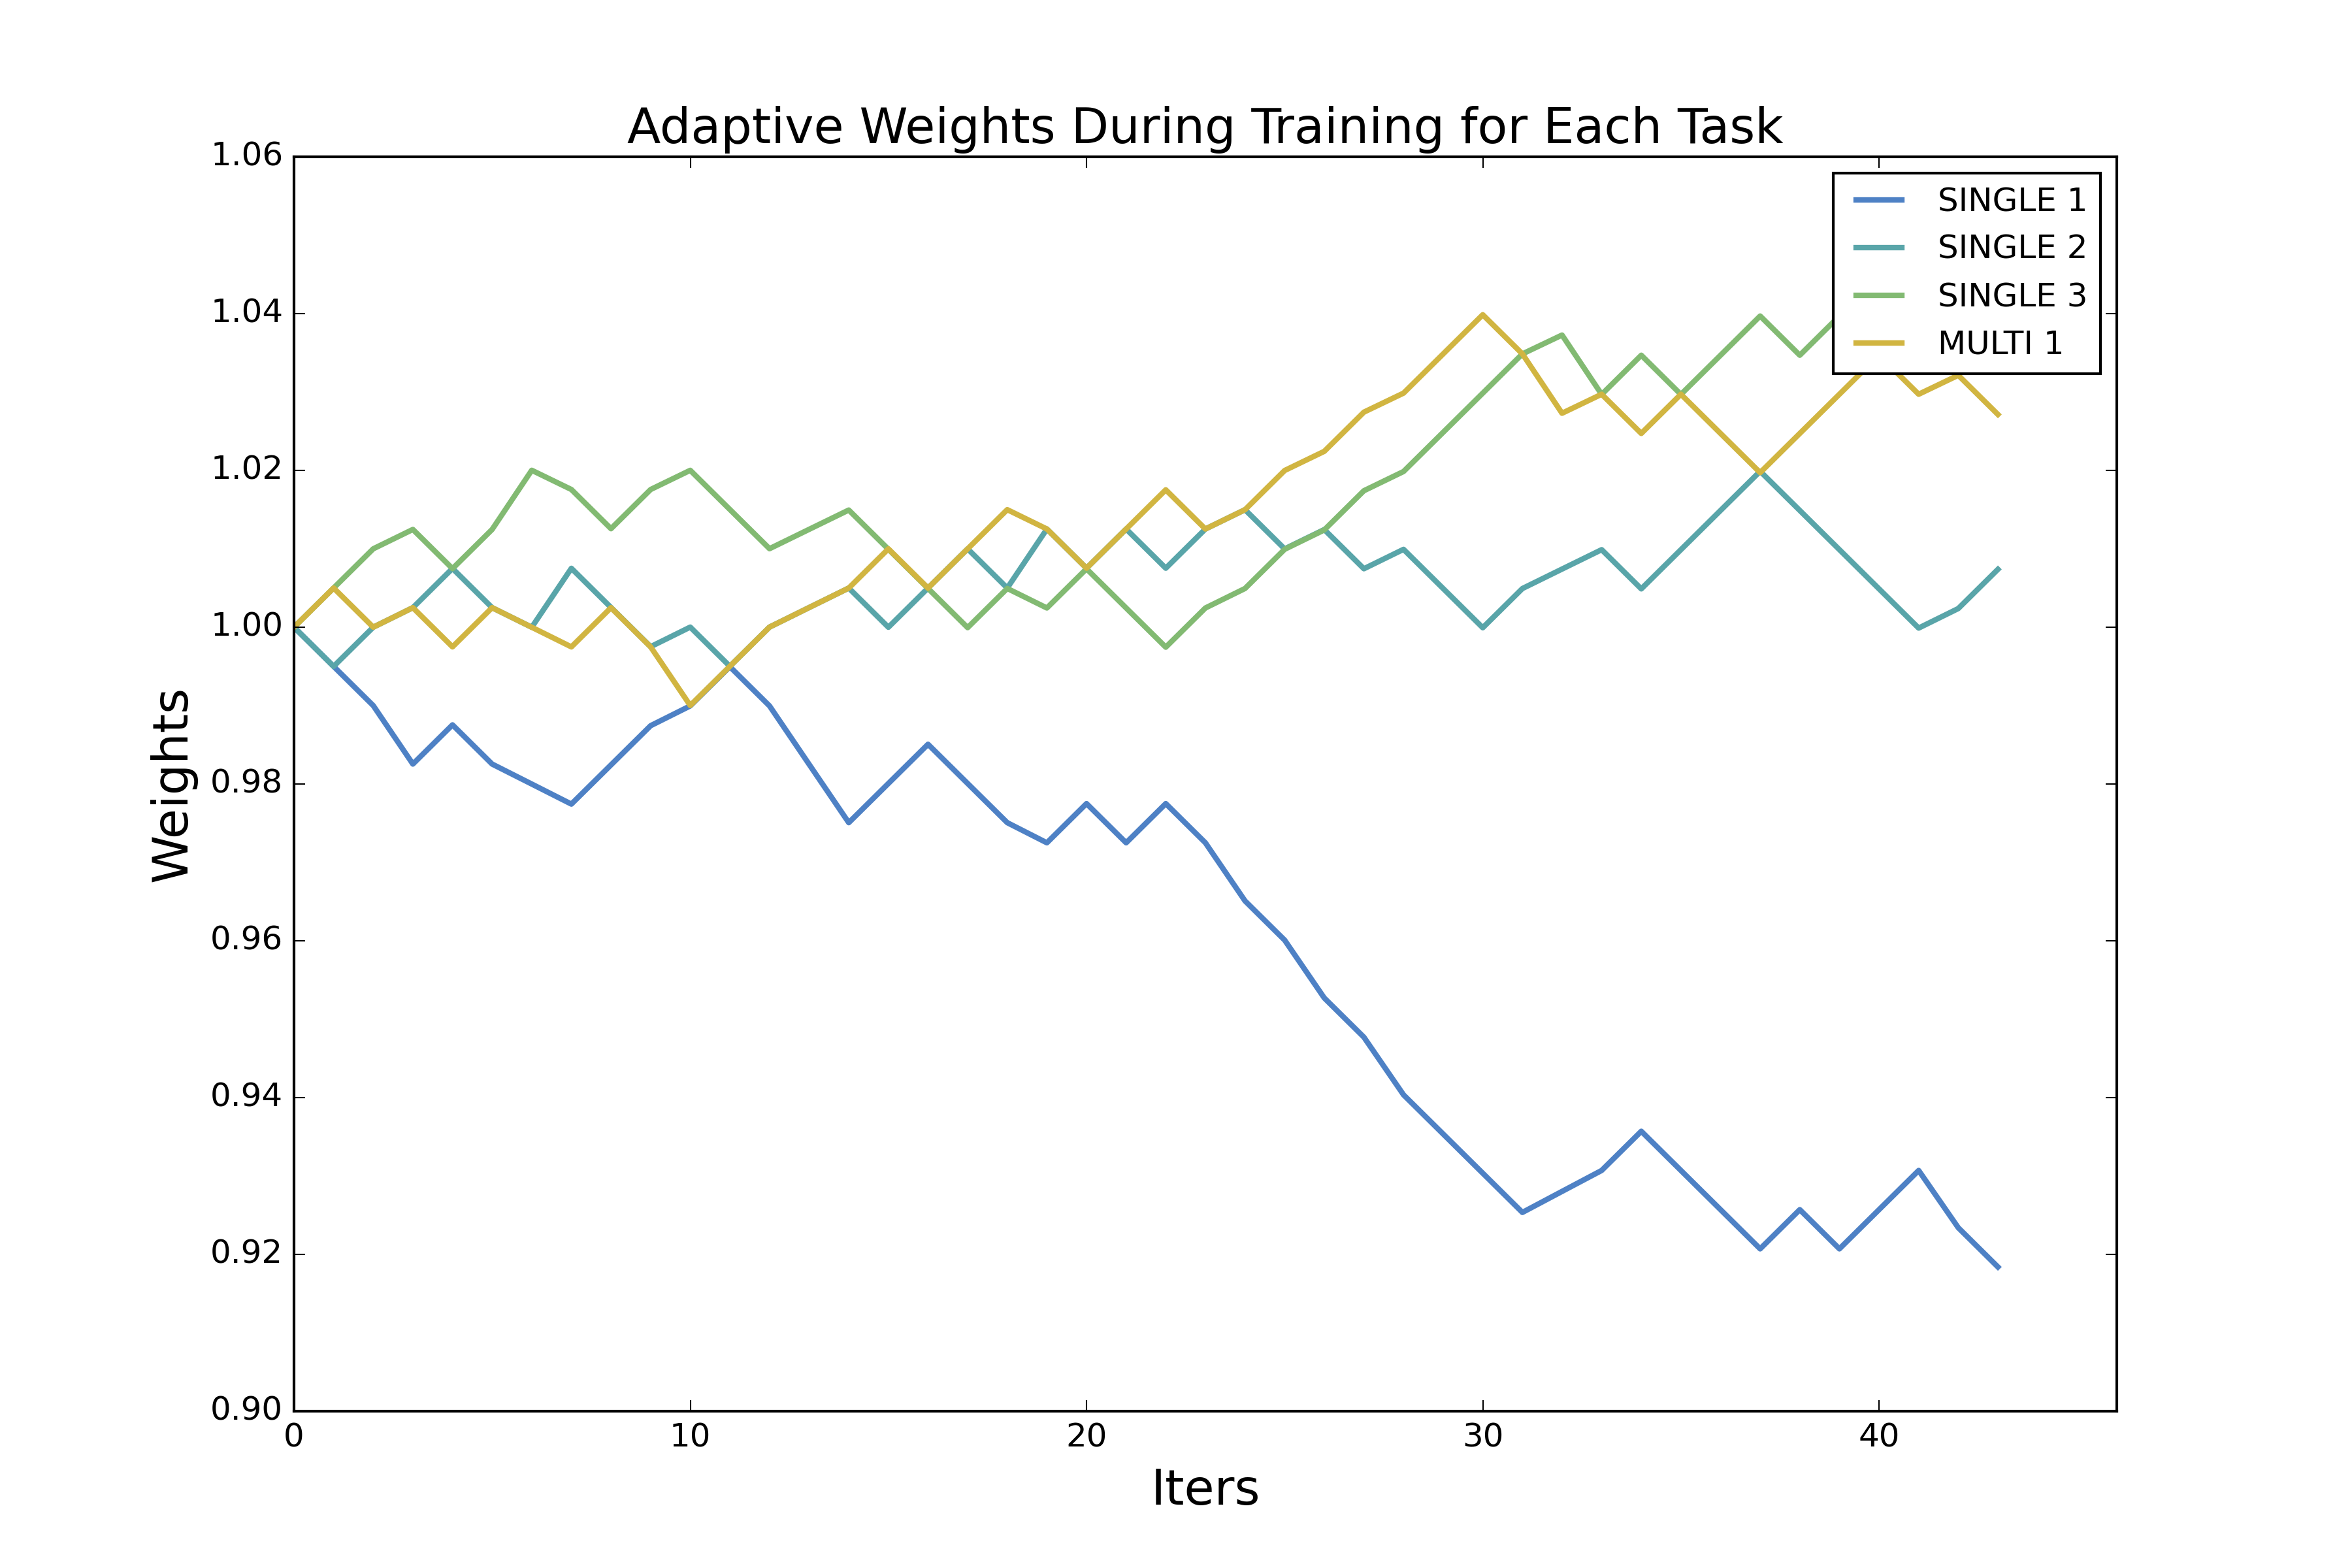 Adaptive Weights During Training for Each Task
1.06
1.04
1.02
1.00
0.98
0.96
0.94
0.92
0.90
Weights
SINGLE 1
SINGLE 2
SINGLE 3
MULTI 1
0 10 20 30 40
Iters